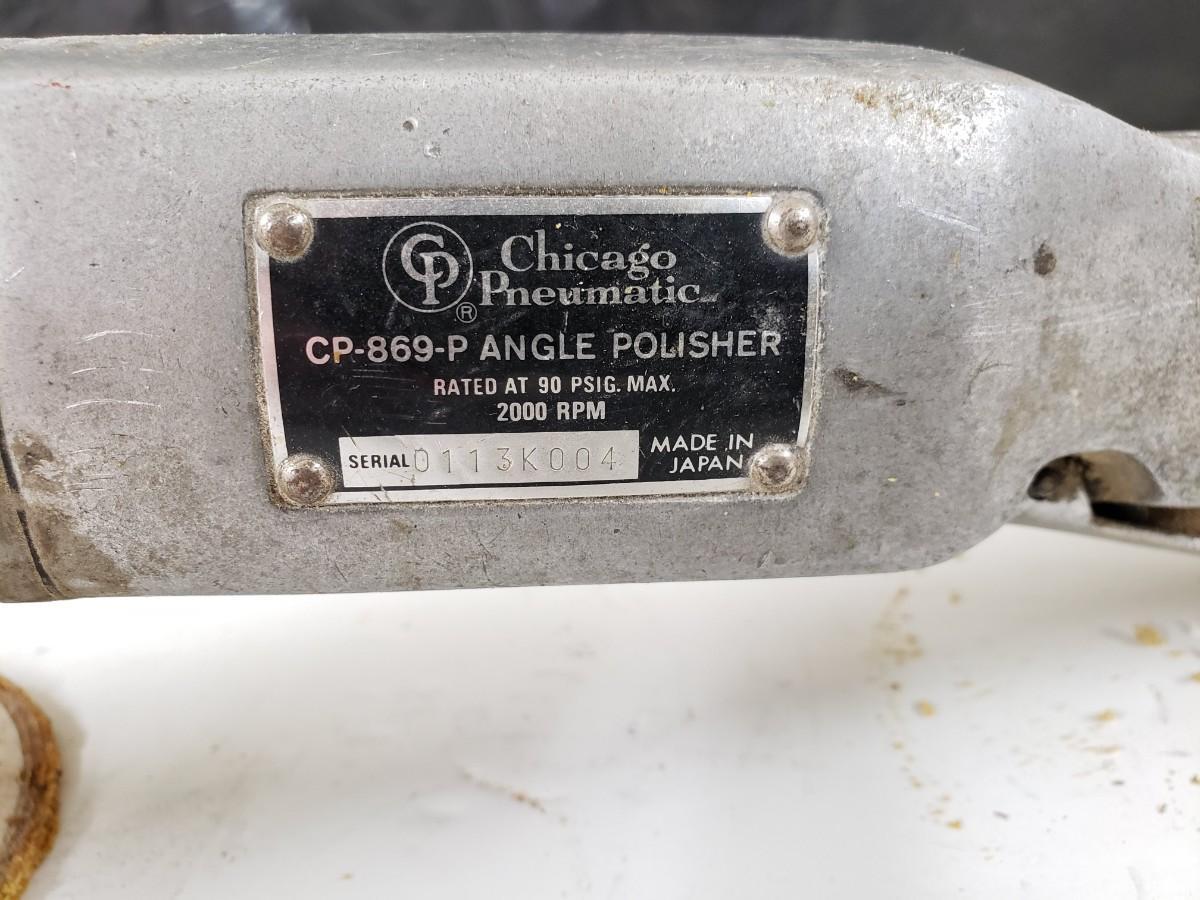 CP ®
Chicago
Pneumatic
CP-869-P ANGLE POLISHER
RATED AT 90 PSIG. MAX.
2000 RPM
SERIAL 0113K004
MADE IN
JAPAN